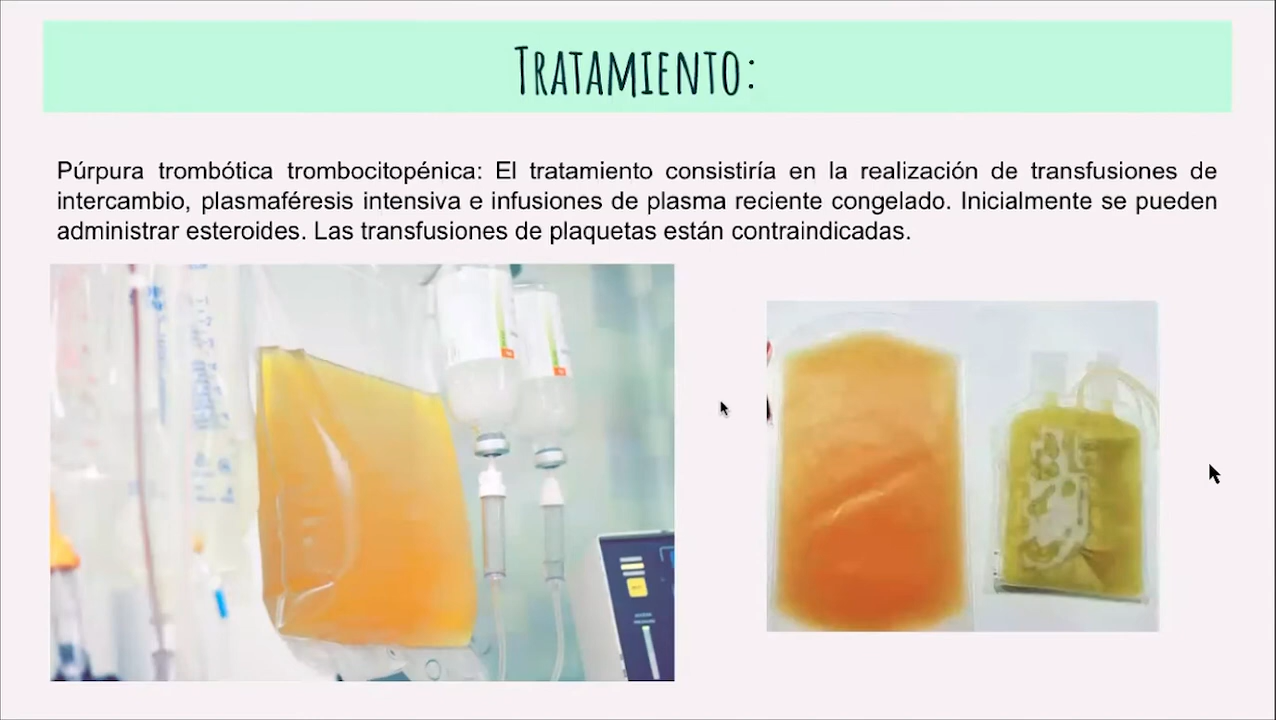 Tratamiento:
Púrpura trombótica trombocitopénica: El tratamiento consistiría en la realización de transfusiones de
intercambio, plasmaféresis intensiva e infusiones de plasma reciente congelado. Inicialmente se pueden
administrar esteroides. Las transfusiones de plaquetas están contraindicadas.